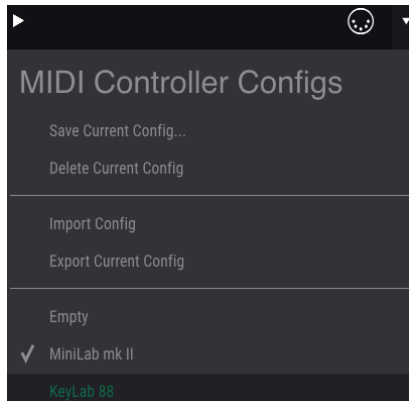 MIDI Controller Configs
Save Current Config...
Delete Current Config
Import Config
Export Current Config
Empty
MiniLab mk II
KeyLab 88